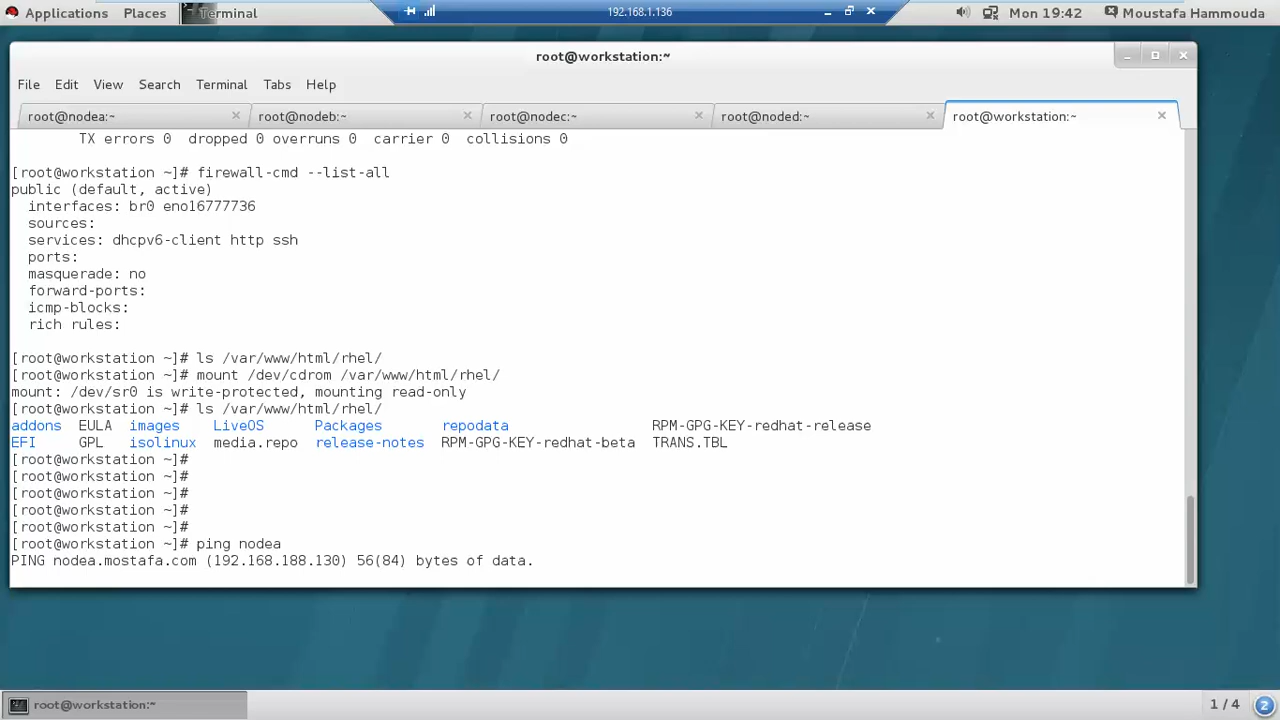 Applications Places Terminal 192.168.1.136 Mon 19:42 Moustafa Hammouda
root@workstation:~
File Edit View Search Terminal Tabs Help
root@nodea:~ root@nodeb:~ root@nodec:~ root@noded:~ root@workstation:~
TX errors 0 dropped 0 overruns 0 carrier 0 collisions 0
[root@workstation ~]# firewall-cmd --list-all
public (default, active)
interfaces: br0 eno16777736
sources:
services: dhcpv6-client http ssh
ports:
masquerade: no
forward-ports:
icmp-blocks:
rich rules:
[root@workstation ~]# ls /var/www/html/rhel/
[root@workstation ~]# mount /dev/cdrom /var/www/html/rhel/
mount: /dev/sr0 is write-protected, mounting read-only
[root@workstation ~]# ls /var/www/html/rhel/
addons EULA images LiveOS Packages repodata RPM-GPG-KEY-redhat-release
EFI GPL isolinux media.repo release-notes RPM-GPG-KEY-redhat-beta TRANS.TBL
[root@workstation ~]#
[root@workstation ~]#
[root@workstation ~]#
[root@workstation ~]#
[root@workstation ~]#
[root@workstation ~]# ping nodea
PING nodea.mostafa.com (192.168.188.130) 56(84) bytes of data.
root@workstation:~ 1 / 4 2